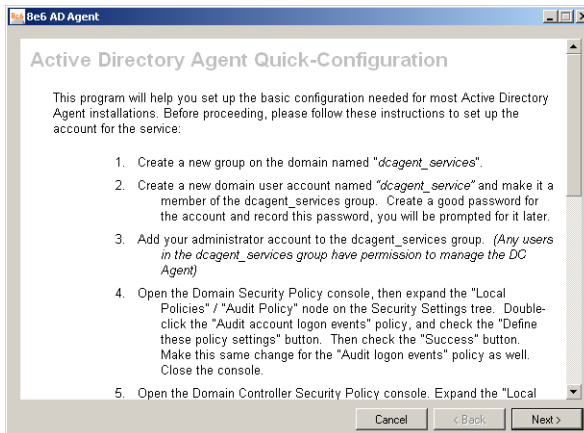 8e6 8e6 AD Agent
Active Directory Agent Quick-Configuration
This program will help you set up the basic configuration needed for most Active Directory
Agent installations. Before proceeding, please follow these instructions to set up the
account for the service:
1. Create a new group on the domain named "dcagent_services".
2. Create a new domain user account named "dcagent_service" and make it a
member of the dcagent_services group. Create a good password for
the account and record this password, you will be prompted for it later.
3. Add your administrator account to the dcagent_services group. (Any users
in the dcagent_services group have permission to manage the DC
Agent)
4. Open the Domain Security Policy console, then expand the "Local
Policies" / "Audit Policy" node on the Security Settings tree. Double-
click the "Audit account logon events" policy, and check the "Define
these policy settings" button. Then check the "Success" button.
Make this same change for the "Audit logon events" policy as well.
Close the console.
5. Open the Domain Controller Security Policy console. Expand the "Local
Cancel < Back Next >